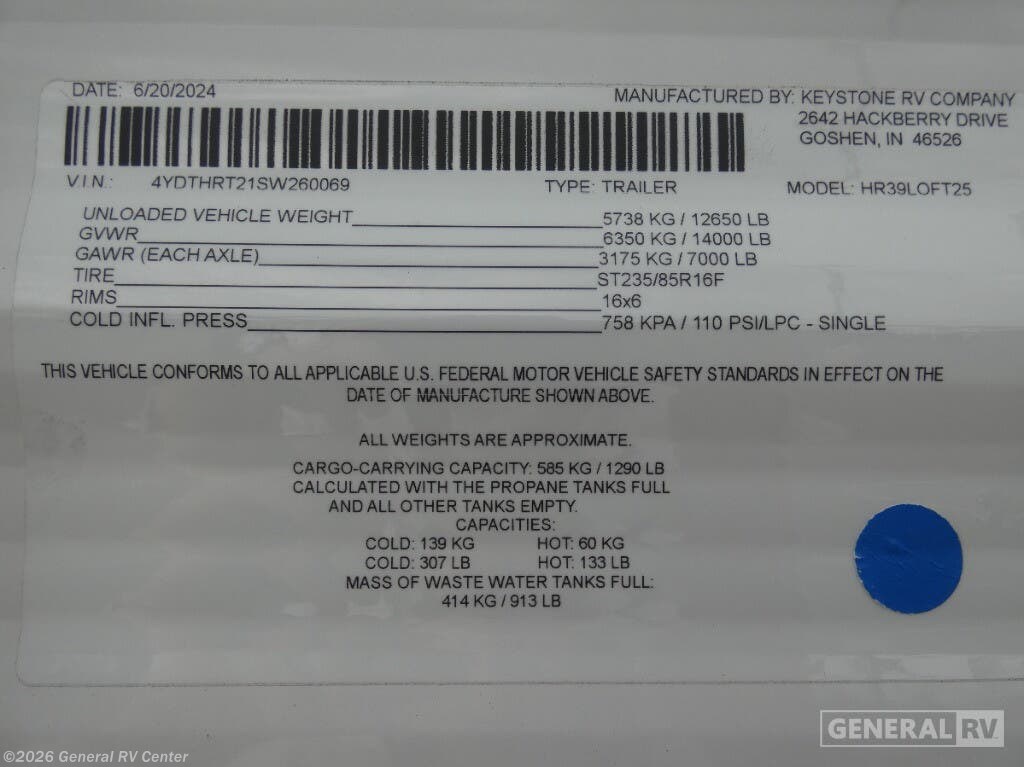 DATE: 6/20/2024
MANUFACTURED BY: KEYSTONE RV COMPANY
2642 HACKBERRY DRIVE
GOSHEN, IN 46526
V.I.N.: 4YDTHRT21SW260069 TYPE: TRAILER MODEL: HR39LOFT25
UNLOADED VEHICLE WEIGHT 5738 KG / 12650 LB
GVWR 6350 KG / 14000 LB
GAWR (EACH AXLE) 3175 KG / 7000 LB
TIRE ST235/85R16F
RIMS 16x6
COLD INFL. PRESS 758 KPA / 110 PSI/LPC - SINGLE
THIS VEHICLE CONFORMS TO ALL APPLICABLE U.S. FEDERAL MOTOR VEHICLE SAFETY STANDARDS IN EFFECT ON THE
DATE OF MANUFACTURE SHOWN ABOVE.
ALL WEIGHTS ARE APPROXIMATE.
CARGO-CARRYING CAPACITY: 585 KG / 1290 LB
CALCULATED WITH THE PROPANE TANKS FULL
AND ALL OTHER TANKS EMPTY.
CAPACITIES:
COLD: 139 KG HOT: 60 KG
COLD: 307 LB HOT: 133 LB
MASS OF WASTE WATER TANKS FULL:
414 KG / 913 LB
GENERAL RV
©2026 General RV Center